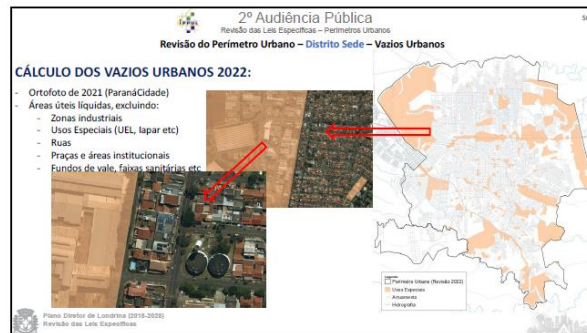 IPPUL
2º Audiência Pública
Revisão das Leis Específicas – Perímetros Urbanos
Revisão do Perímetro Urbano – Distrito Sede – Vazios Urbanos
CÁLCULO DOS VAZIOS URBANOS 2022:
- Ortofoto de 2021 (ParanáCidade)
- Áreas úteis líquidas, excluindo:
- Zonas industriais
- Usos Especiais (UEL, Iapar etc)
- Ruas
- Praças e áreas institucionais
- Fundos de vale, faixas sanitárias etc
Perímetro Urbano (Revisão 2022)
Usos Especiais
Arruamento
Hidrografia
Plano Diretor de Londrina (2018-2028)
Revisão das Leis Específicas